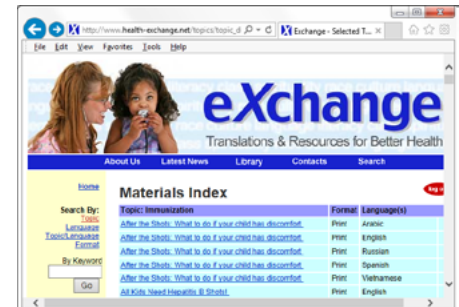 http://www.health-exchange.net/topics/topic_d
Exchange - Selected T...
File Edit View Favorites Tools Help
eXchange
Translations & Resources for Better Health
About Us Latest News Library Contacts Search
Home
Materials Index
Search By:
Topic
Language
Topic/Language
Format
By Keyword
Go
Topic: Immunization Format Language(s)
After the Shots: What to do if your child has discomfort. Print Arabic
After the Shots: What to do if your child has discomfort. Print English
After the Shots: What to do if your child has discomfort. Print Russian
After the Shots: What to do if your child has discomfort. Print Spanish
After the Shots: What to do if your child has discomfort. Print Vietnamese
All Kids Need Hepatitis B Shots! Print English